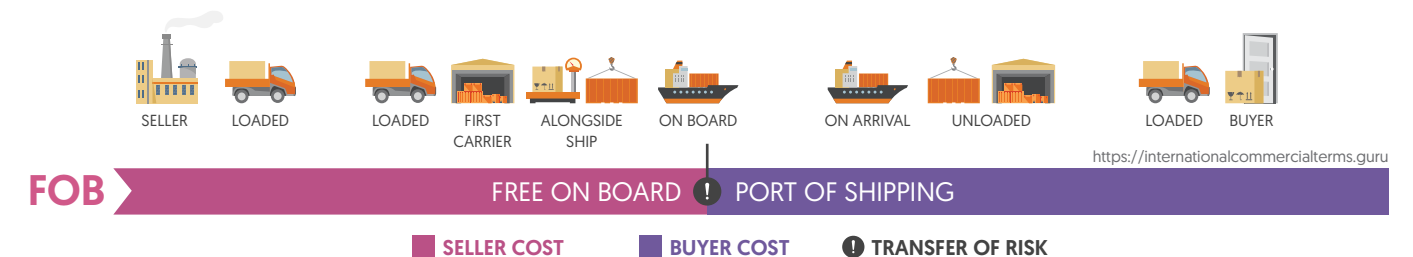 SELLER LOADED LOADED FIRST CARRIER ALONGSIDE SHIP ON BOARD ON ARRIVAL UNLOADED LOADED BUYER
https://internationalcommercialterms.guru
FOB FREE ON BOARD ! PORT OF SHIPPING
SELLER COST BUYER COST ! TRANSFER OF RISK